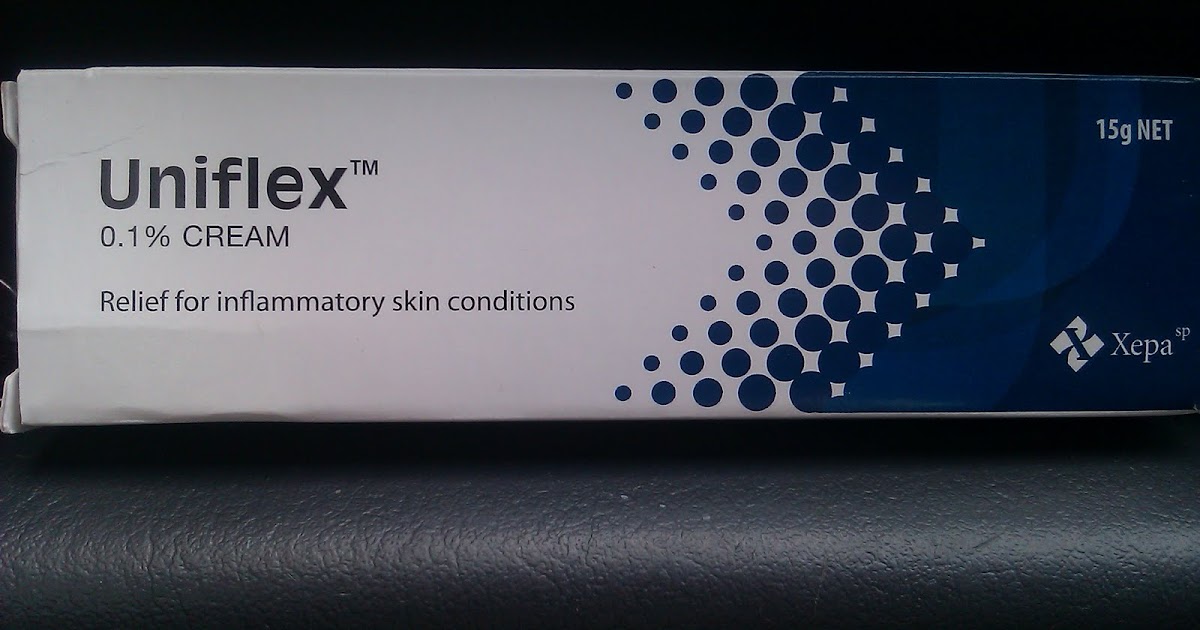 Uniflex™
0.1% CREAM
Relief for inflammatory skin conditions
15g NET
Xepa sp